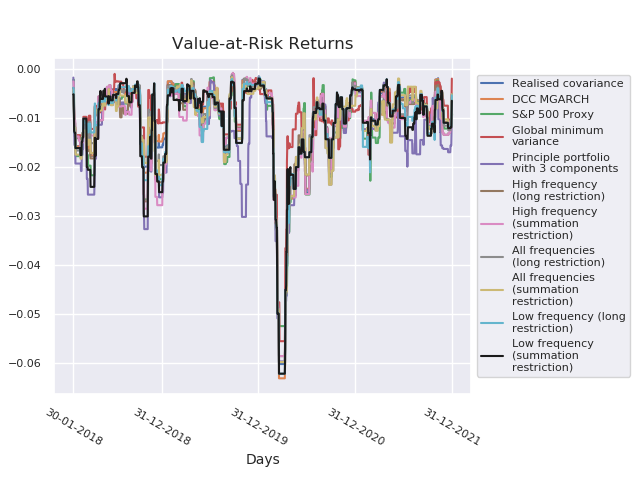 Value-at-Risk Returns
0.00
−0.01
−0.02
−0.03
−0.04
−0.05
−0.06
30-01-2018
31-12-2018
31-12-2019
31-12-2020
31-12-2021
Days
Realised covariance
DCC MGARCH
S&P 500 Proxy
Global minimum
variance
Principle portfolio
with 3 components
High frequency
(long restriction)
High frequency
(summation
restriction)
All frequencies
(long restriction)
All frequencies
(summation
restriction)
Low frequency (long
restriction)
Low frequency
(summation
restriction)